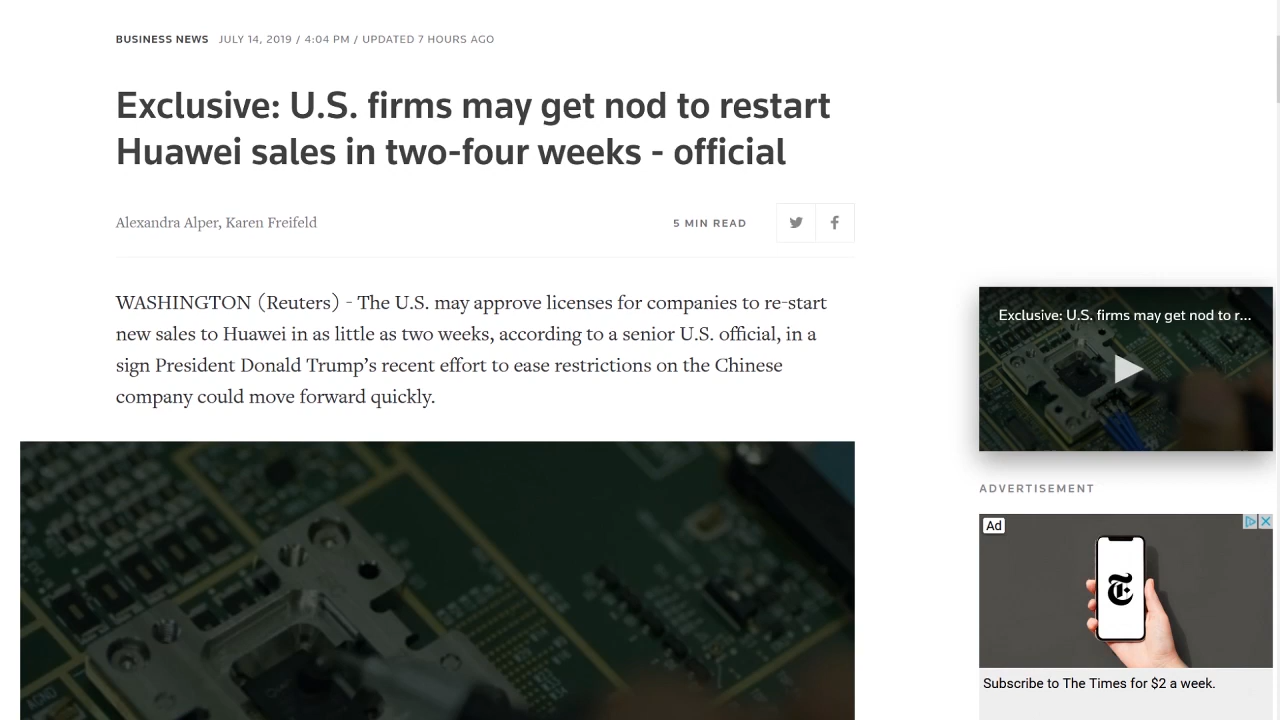 BUSINESS NEWS JULY 14, 2019 / 4:04 PM / UPDATED 7 HOURS AGO
Exclusive: U.S. firms may get nod to restart
Huawei sales in two-four weeks - official
Alexandra Alper, Karen Freifeld
5 MIN READ
WASHINGTON (Reuters) - The U.S. may approve licenses for companies to re-start
new sales to Huawei in as little as two weeks, according to a senior U.S. official, in a
sign President Donald Trump’s recent effort to ease restrictions on the Chinese
company could move forward quickly.
Exclusive: U.S. firms may get nod to r...
ADVERTISEMENT
Ad
Subscribe to The Times for $2 a week.